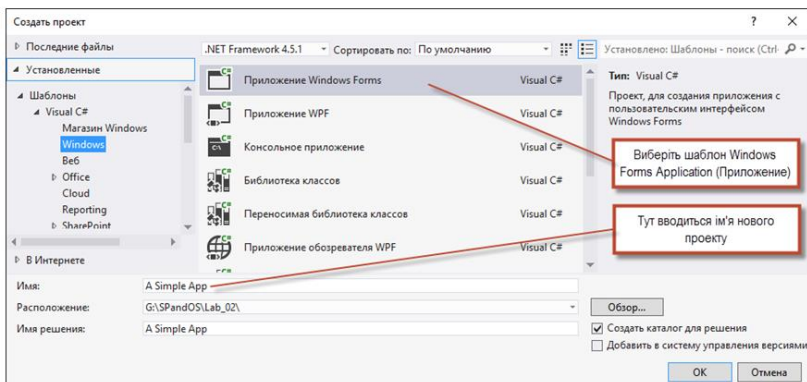 Создать проект
? ×
Последние файлы
.NET Framework 4.5.1
Сортировать по: По умолчанию
Установлено: Шаблоны - поиск (Ctrl-
Установленные
Шаблоны
Visual C#
Магазин Windows
Windows
Веб
Office
Cloud
Reporting
SharePoint
В Интернете
Приложение Windows Forms Visual C#
Приложение WPF Visual C#
Консольное приложение Visual C#
Библиотека классов Visual C#
Переносимая библиотека классов Visual C#
Приложение обозревателя WPF Visual C#
Тип: Visual C#
Проект, для создания приложения с
пользовательским интерфейсом
Windows Forms
Виберіть шаблон Windows
Forms Application (Приложение)
Тут вводиться ім'я нового
проекту
Имя: A Simple App
Расположение: G:\SPandOS\Lab_02\
Обзор...
Имя решения: A Simple App
Создать каталог для решения
Добавить в систему управления версиями
OK Отмена